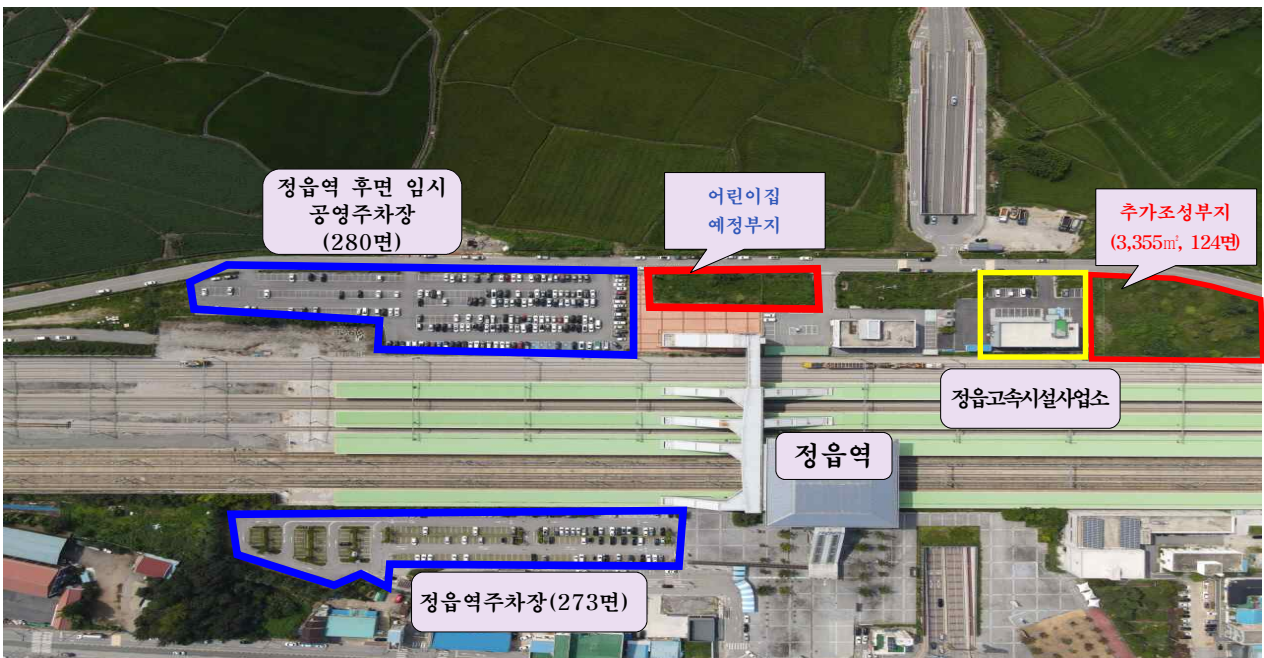 정읍역 후면 임시
공영주차장
(280면)
어린이집
예정부지
추가조성부지
(3,355㎡, 124면)
정읍고속시설사업소
정읍역
정읍역주차장(273면)